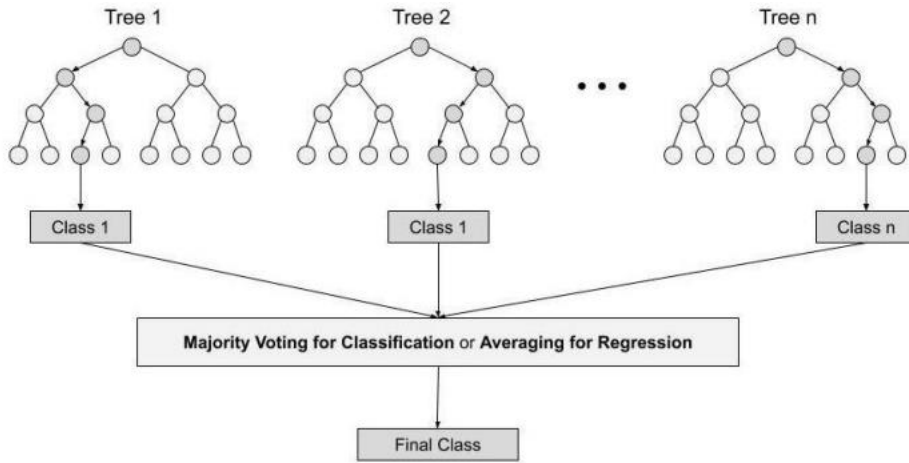 Tree 1
Tree 2
Tree n
Class 1
Class 1
Class n
Majority Voting for Classification or Averaging for Regression
Final Class